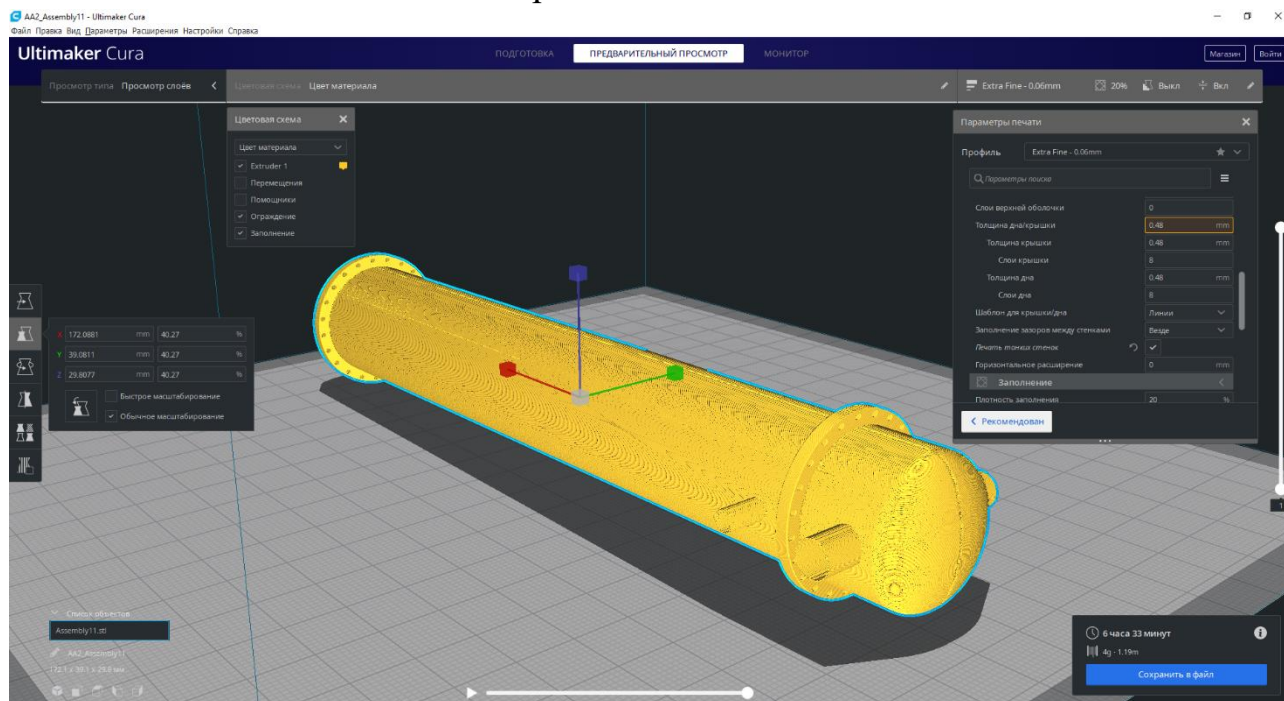 AA2_Assembly11 - Ultimaker Cura
Файл Правка Вид Параметры Расширения Настройки Справка
Ultimaker Cura
ПОДГОТОВКА ПРЕДВАРИТЕЛЬНЫЙ ПРОСМОТР МОНИТОР
Магазин Войти
Просмотр типа Просмотр слоёв
Цветовая схема Цвет материала
Extra Fine - 0.06mm 20% Выкл Вкл
Цветовая схема
Цвет материала
Extruder 1
Перемещения
Помощники
Ограждение
Заполнение
X 172.0881 mm 40.27 %
Y 39.0811 mm 40.27 %
Z 29.8077 mm 40.27 %
Быстрое масштабирование
Обычное масштабирование
Параметры печати
Профиль Extra Fine - 0.06mm
Параметры поиска
Слои верхней оболочки 0
Толщина дна/крышки 0.48 mm
Толщина крышки 0.48 mm
Слои крышки 8
Толщина дна 0.48 mm
Слои дна 8
Шаблон для крышки/дна Линии
Заполнение зазоров между стенками Везде
Печать тонких стенок
Горизонтальное расширение 0 mm
Заполнение
Плотность заполнения 20 %
Рекомендован
Список объектов
Assembly11.stl
AA2_Assembly11
172.1 x 39.1 x 29.8 мм
6 часа 33 минут
4g · 1.19m
Сохранить в файл